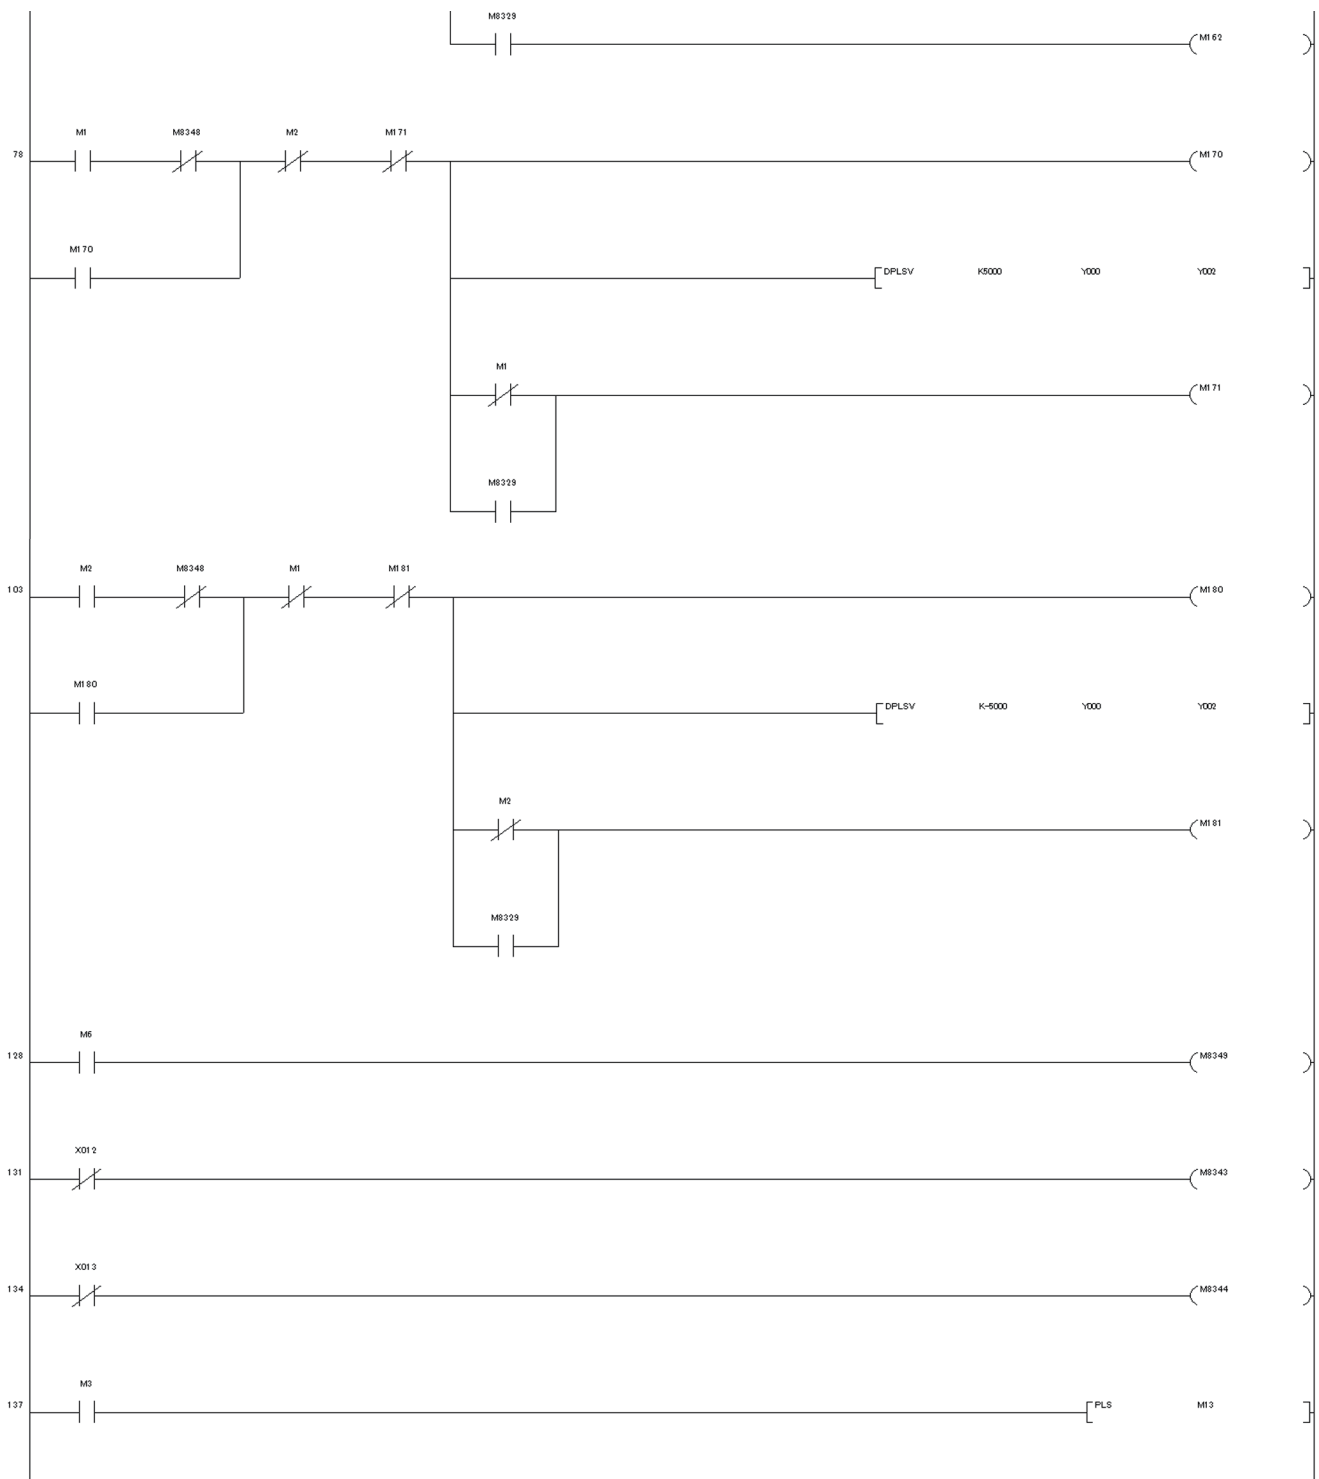 M8329
M162
M1 M8348 M2 M171
78 M170
M170
DPLSV K5000 Y000 Y002
M1
M171
M8329
M2 M8348 M1 M181
103 M180
M180
DPLSV K-5000 Y000 Y002
M2
M181
M8329
M6
128 M8349
X012
131 M8343
X013
134 M8344
M3
137 PLS M13